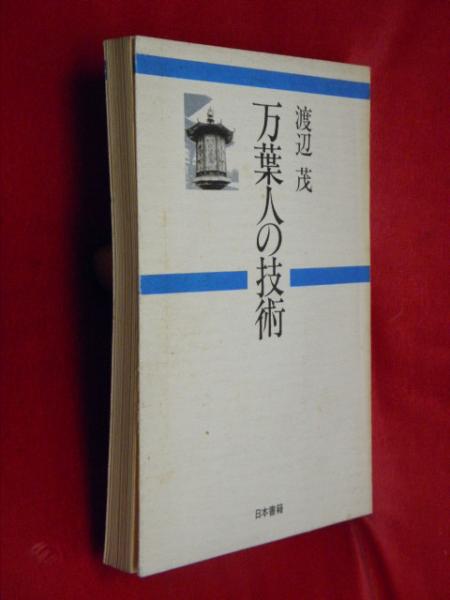 渡辺 茂
万葉人の技術
日本書籍